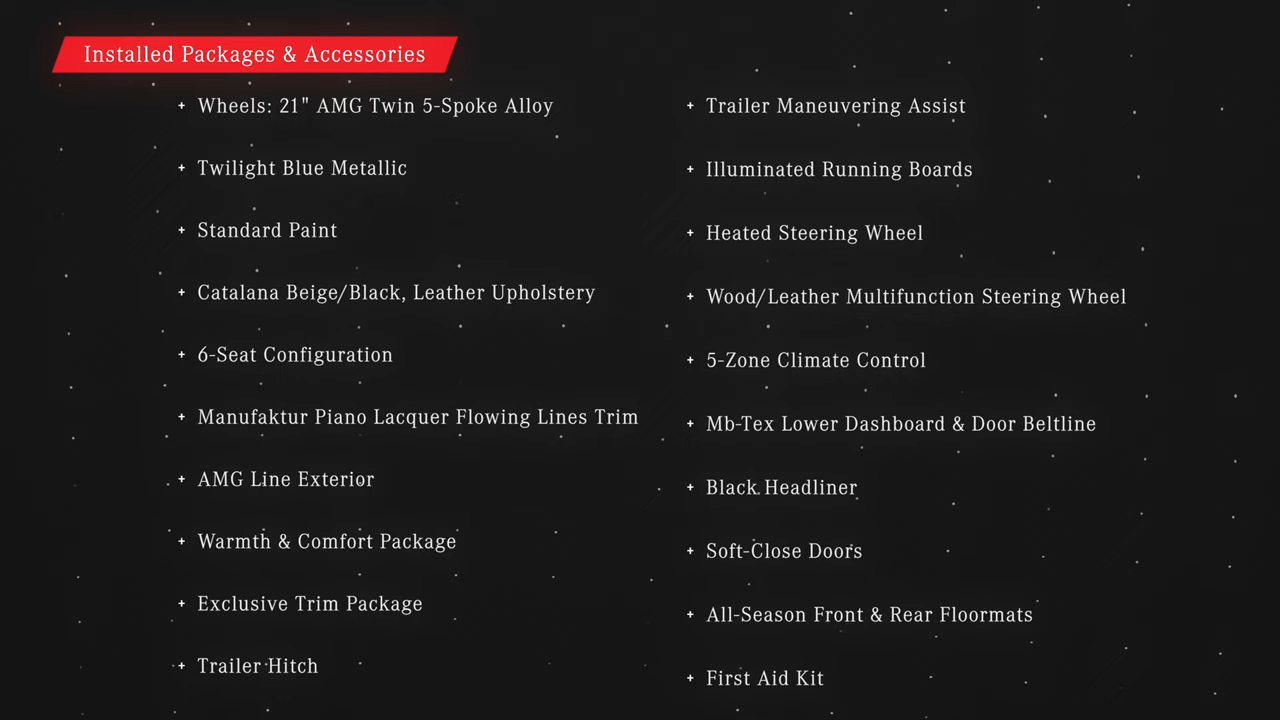 Installed Packages & Accessories
+ Wheels: 21" AMG Twin 5-Spoke Alloy
+ Twilight Blue Metallic
+ Standard Paint
+ Catalana Beige/Black, Leather Upholstery
+ 6-Seat Configuration
+ Manufaktur Piano Lacquer Flowing Lines Trim
+ AMG Line Exterior
+ Warmth & Comfort Package
+ Exclusive Trim Package
+ Trailer Hitch
+ Trailer Maneuvering Assist
+ Illuminated Running Boards
+ Heated Steering Wheel
+ Wood/Leather Multifunction Steering Wheel
+ 5-Zone Climate Control
+ Mb-Tex Lower Dashboard & Door Beltline
+ Black Headliner
+ Soft-Close Doors
+ All-Season Front & Rear Floormats
+ First Aid Kit